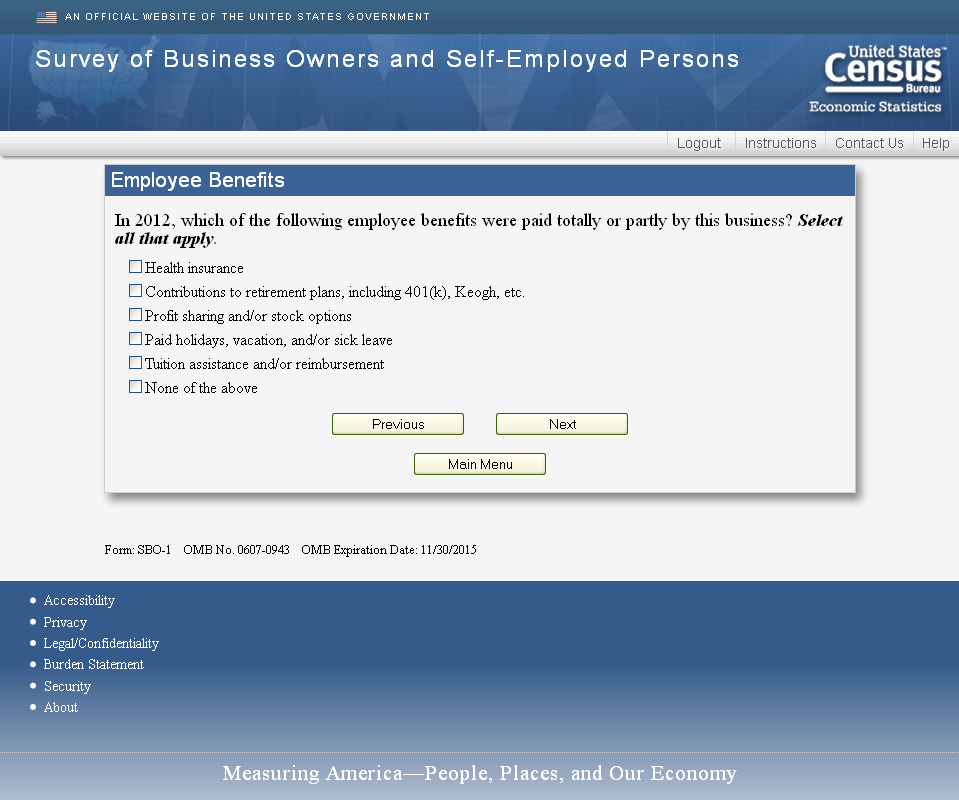 AN OFFICIAL WEBSITE OF THE UNITED STATES GOVERNMENT
Survey of Business Owners and Self-Employed Persons
United States™
Census
Bureau
Economic Statistics
Logout Instructions Contact Us Help
Employee Benefits
In 2012, which of the following employee benefits were paid totally or partly by this business? Select
all that apply.
Health insurance
Contributions to retirement plans, including 401(k), Keogh, etc.
Profit sharing and/or stock options
Paid holidays, vacation, and/or sick leave
Tuition assistance and/or reimbursement
None of the above
Previous Next
Main Menu
Form: SBO-1 OMB No. 0607-0943 OMB Expiration Date: 11/30/2015
Accessibility
Privacy
Legal/Confidentiality
Burden Statement
Security
About
Measuring America—People, Places, and Our Economy